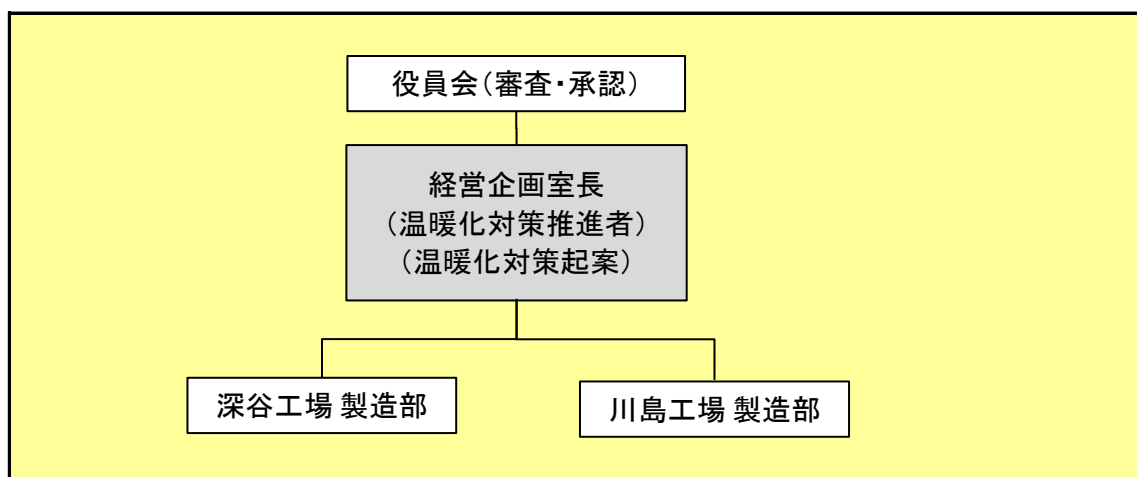 役員会（審査・承認）
経営企画室長
（温暖化対策推進者）
（温暖化対策起案）
深谷工場 製造部
川島工場 製造部